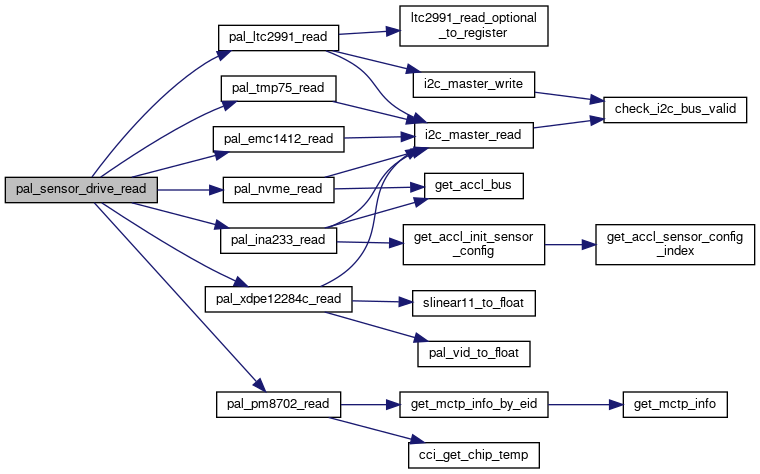 pal_sensor_drive_read
pal_ltc2991_read
pal_tmp75_read
pal_emc1412_read
pal_nvme_read
pal_ina233_read
pal_xdpe12284c_read
pal_pm8702_read
ltc2991_read_optional
_to_register
i2c_master_write
i2c_master_read
get_accl_bus
get_accl_init_sensor
_config
slinear11_to_float
pal_vid_to_float
get_mctp_info_by_eid
cci_get_chip_temp
check_i2c_bus_valid
get_accl_sensor_config
_index
get_mctp_info